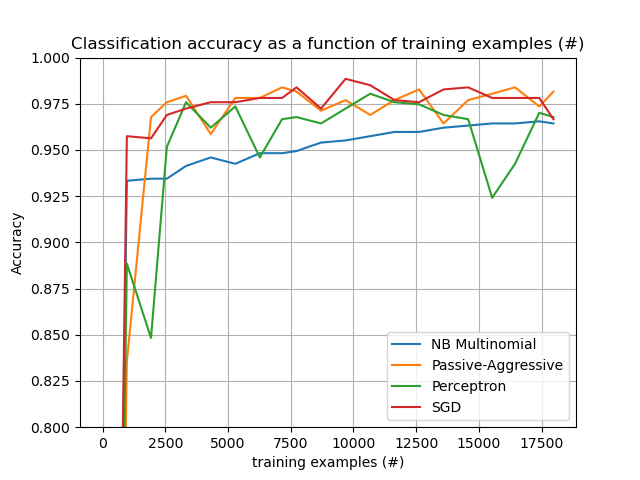 Classification accuracy as a function of training examples (#)
1.000
0.975
0.950
0.925
0.900
0.875
0.850
0.825
0.800
Accuracy
NB Multinomial
Passive-Aggressive
Perceptron
SGD
0 2500 5000 7500 10000 12500 15000 17500
training examples (#)